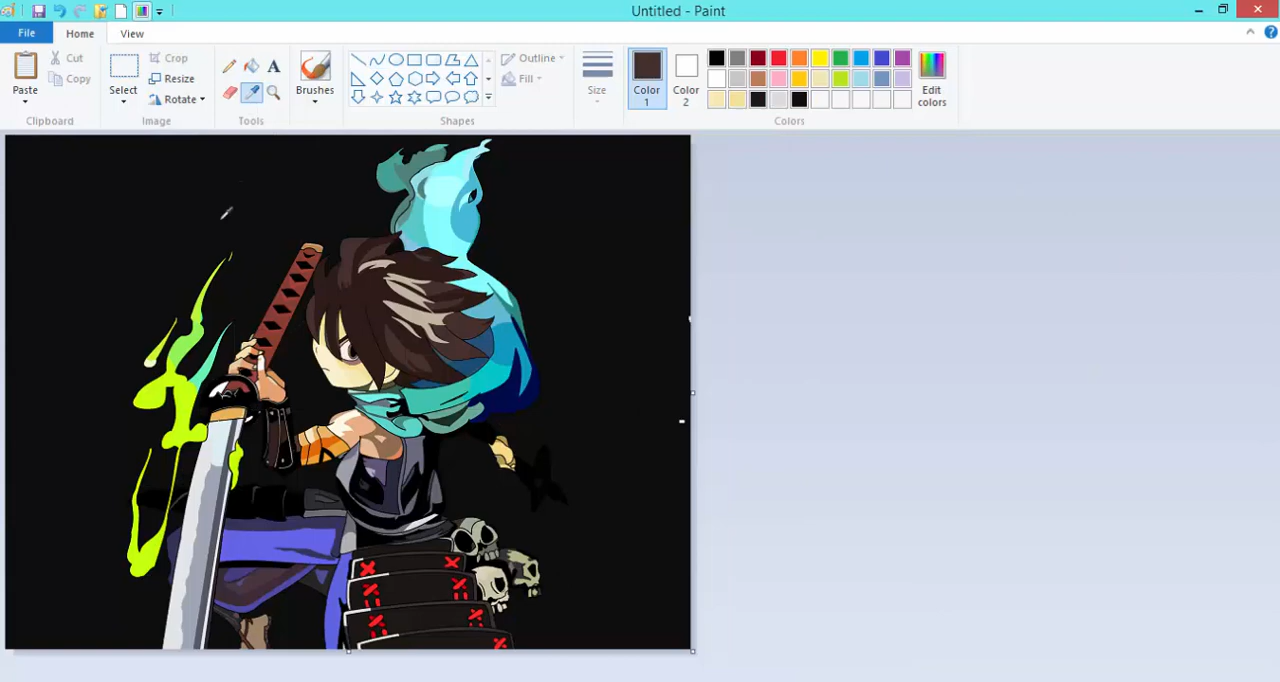 Untitled - Paint
File Home View
Paste
Cut
Copy
Clipboard
Select
Crop
Resize
Rotate
Image
A
Tools
Brushes
Shapes
Outline
Fill
Size
Color 1
Color 2
Colors
Edit colors